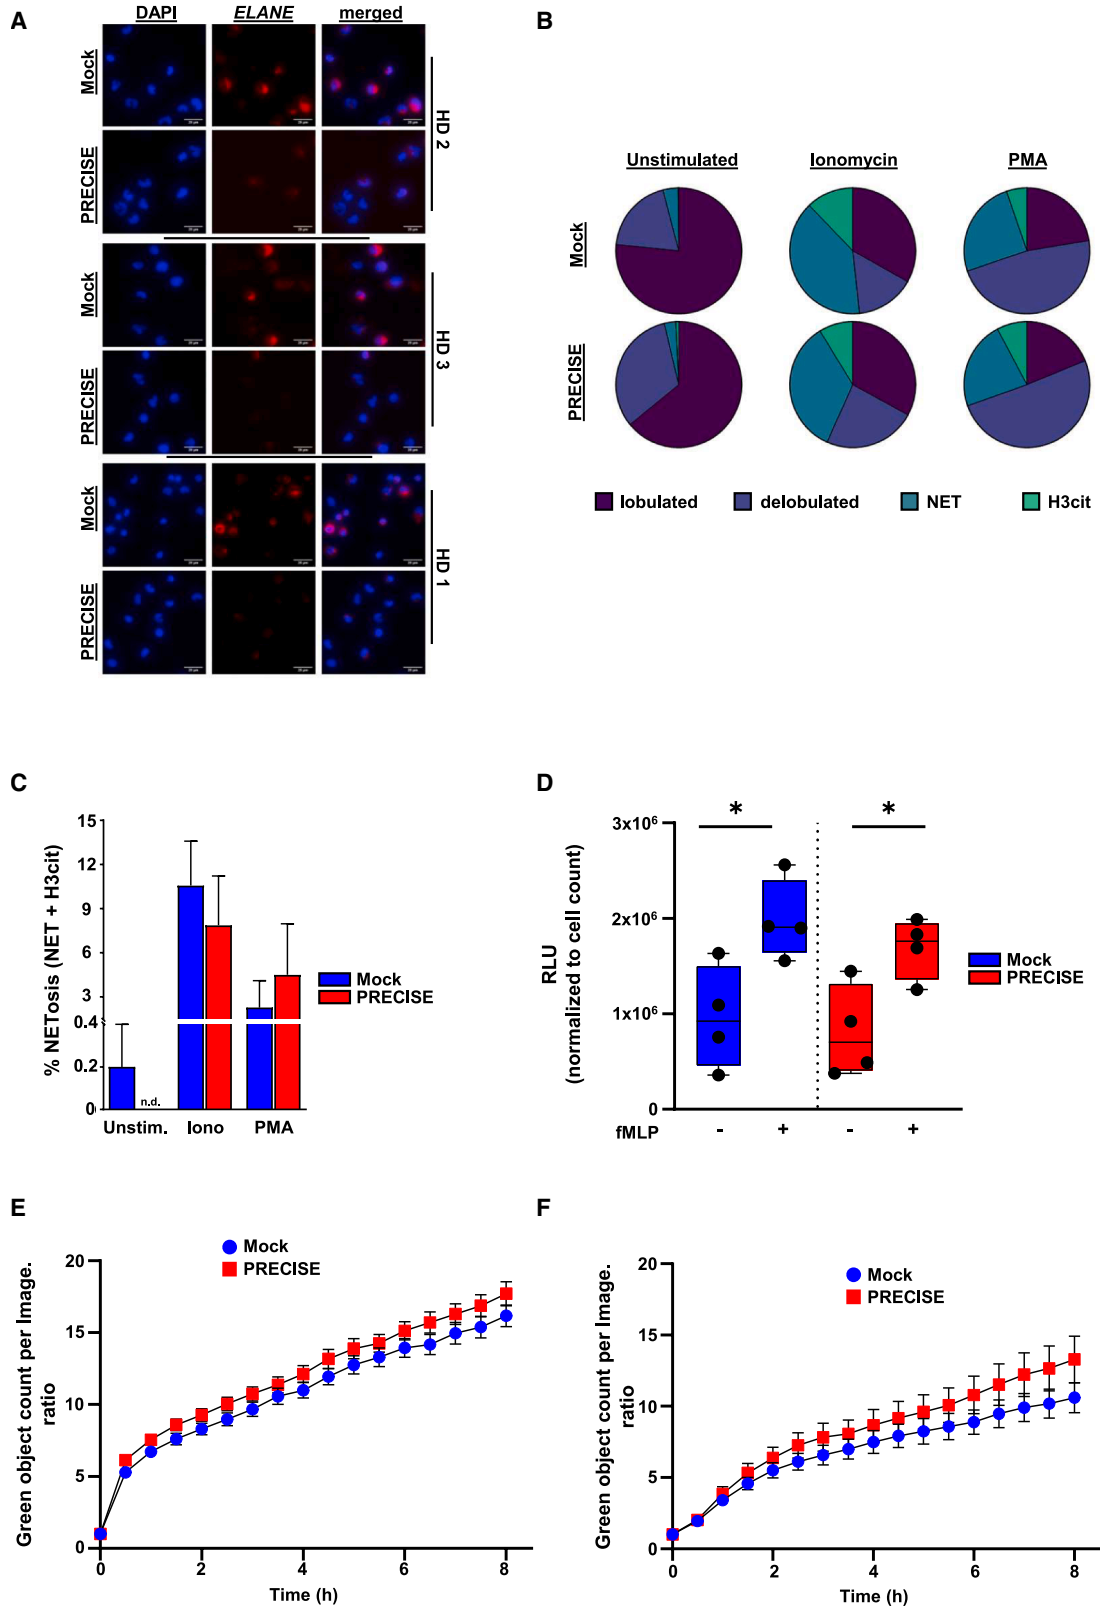 A
DAPI
ELANE
merged
Mock
PRECISE
HD 2
Mock
PRECISE
HD 3
Mock
PRECISE
HD 1
B
Unstimulated
Ionomycin
PMA
Mock
PRECISE
lobulated
delobulated
NET
H3cit
C
% NETosis (NET + H3cit)
15
12
9
6
3
0.4
0.2
0
n.d.
Unstim.
Iono
PMA
Mock
PRECISE
D
RLU
(normalized to cell count)
3x10⁶
2x10⁶
1x10⁶
0
*
*
fMLP
-
+
-
+
Mock
PRECISE
E
Green object count per Image.
ratio
20
15
10
5
0
Mock
PRECISE
0
2
4
6
8
Time (h)
F
Green object count per Image.
ratio
20
15
10
5
0
Mock
PRECISE
0
2
4
6
8
Time (h)